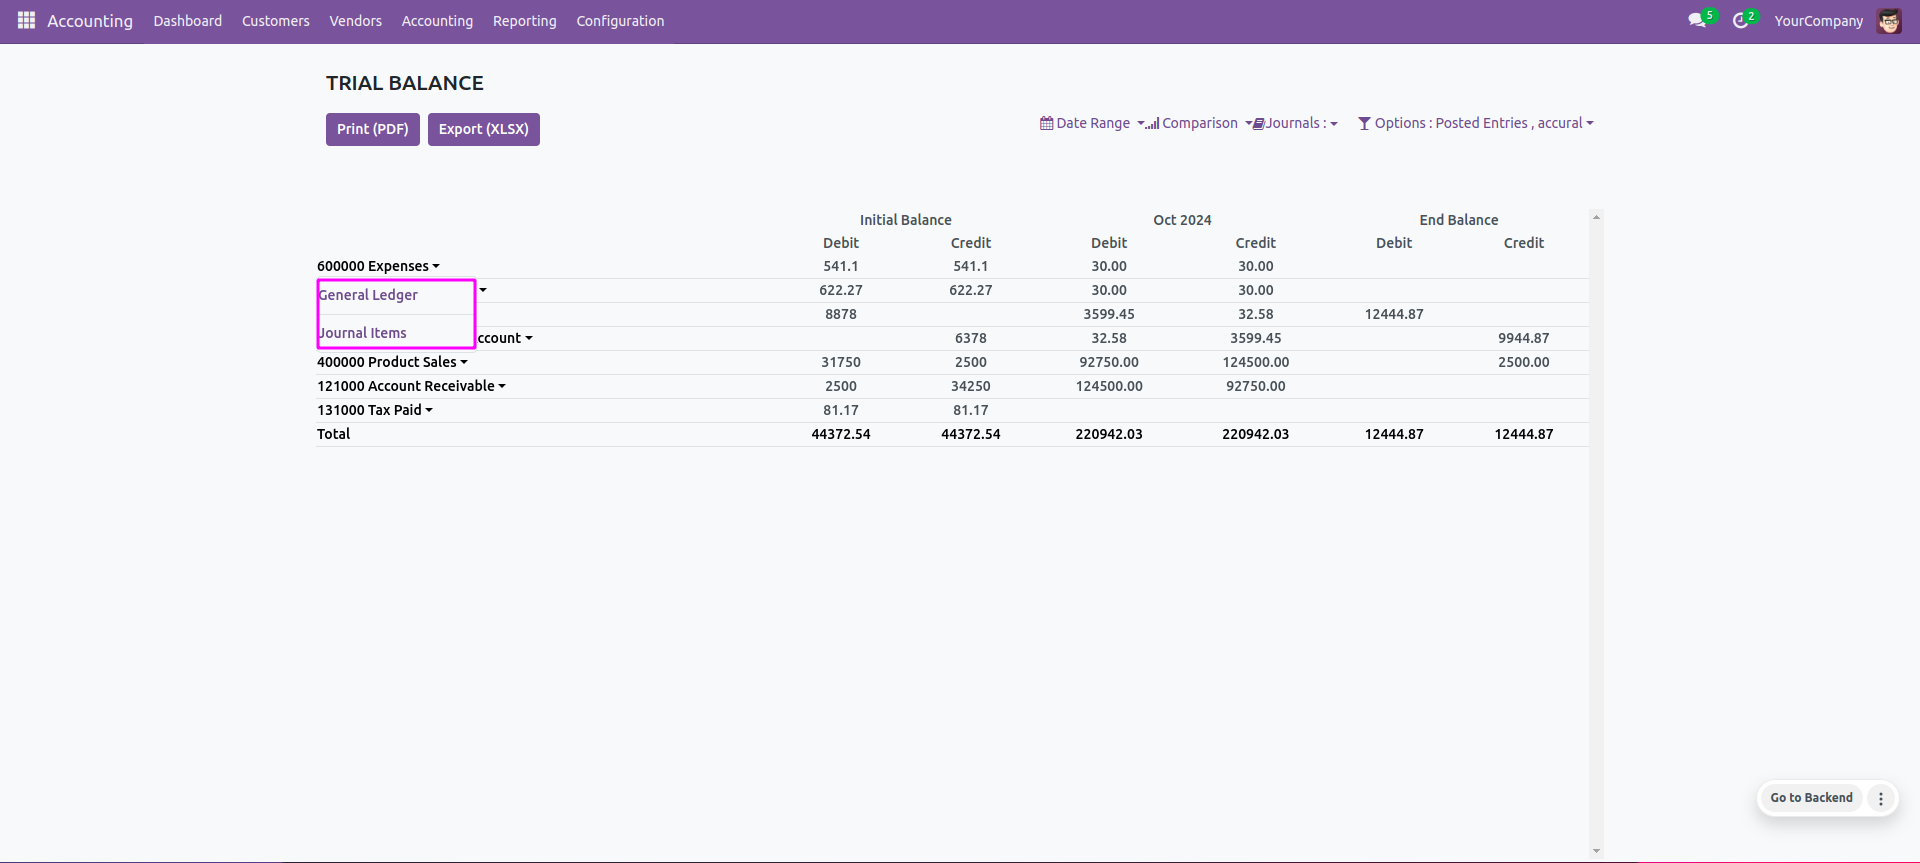 Accounting Dashboard Customers Vendors Accounting Reporting Configuration 5 2 YourCompany
TRIAL BALANCE
Print (PDF) Export (XLSX) Date Range Comparison Journals : Options : Posted Entries , accural
Initial Balance Oct 2024 End Balance
Debit Credit Debit Credit Debit Credit
600000 Expenses 541.1 541.1 30.00 30.00
General Ledger 622.27 622.27 30.00 30.00
8878 3599.45 32.58 12444.87
Journal Items ccount 6378 32.58 3599.45 9944.87
400000 Product Sales 31750 2500 92750.00 124500.00 2500.00
121000 Account Receivable 2500 34250 124500.00 92750.00
131000 Tax Paid 81.17 81.17
Total 44372.54 44372.54 220942.03 220942.03 12444.87 12444.87
Go to Backend